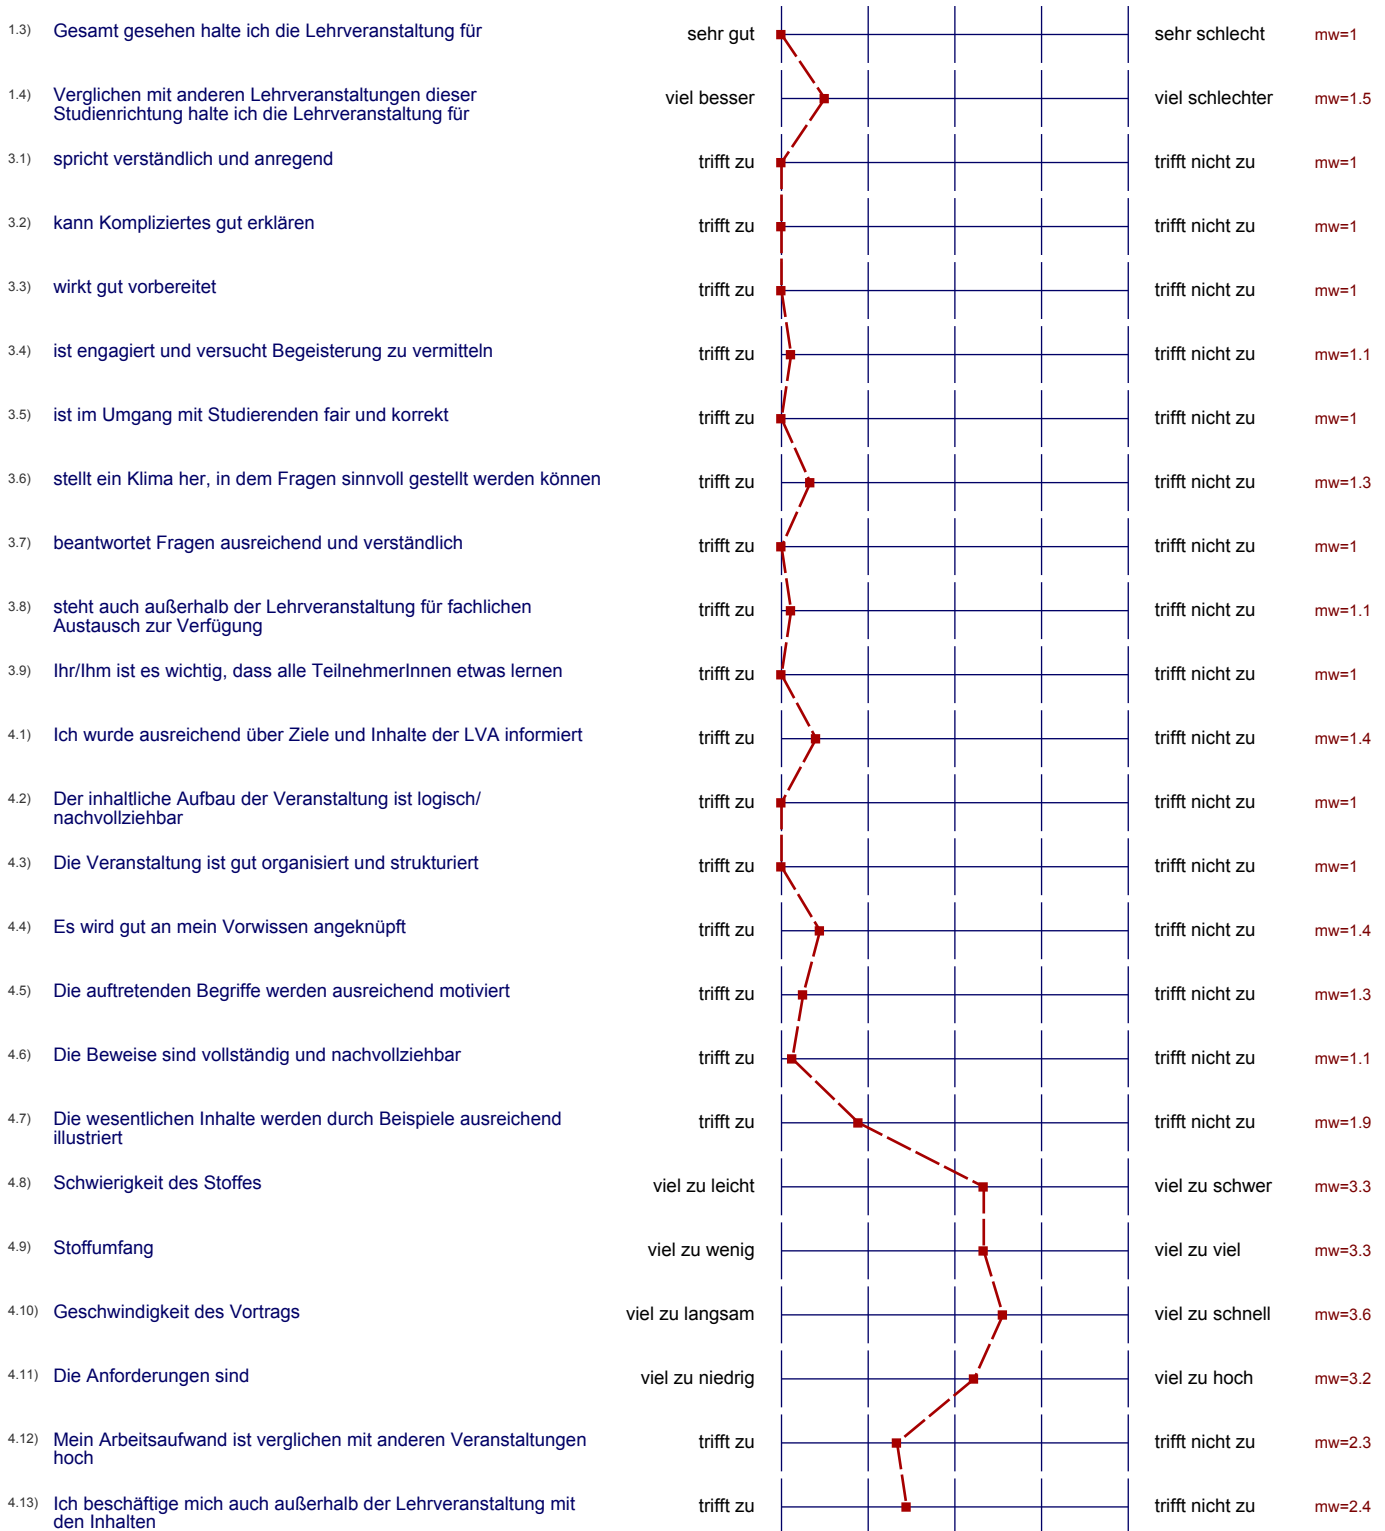 1.3) Gesamt gesehen halte ich die Lehrveranstaltung für sehr gut sehr schlecht mw=1
1.4) Verglichen mit anderen Lehrveranstaltungen dieser viel besser viel schlechter mw=1.5
Studienrichtung halte ich die Lehrveranstaltung für
3.1) spricht verständlich und anregend trifft zu trifft nicht zu mw=1
3.2) kann Kompliziertes gut erklären trifft zu trifft nicht zu mw=1
3.3) wirkt gut vorbereitet trifft zu trifft nicht zu mw=1
3.4) ist engagiert und versucht Begeisterung zu vermitteln trifft zu trifft nicht zu mw=1.1
3.5) ist im Umgang mit Studierenden fair und korrekt trifft zu trifft nicht zu mw=1
3.6) stellt ein Klima her, in dem Fragen sinnvoll gestellt werden können trifft zu trifft nicht zu mw=1.3
3.7) beantwortet Fragen ausreichend und verständlich trifft zu trifft nicht zu mw=1
3.8) steht auch außerhalb der Lehrveranstaltung für fachlichen trifft zu trifft nicht zu mw=1.1
Austausch zur Verfügung
3.9) Ihr/Ihm ist es wichtig, dass alle TeilnehmerInnen etwas lernen trifft zu trifft nicht zu mw=1
4.1) Ich wurde ausreichend über Ziele und Inhalte der LVA informiert trifft zu trifft nicht zu mw=1.4
4.2) Der inhaltliche Aufbau der Veranstaltung ist logisch/ trifft zu trifft nicht zu mw=1
nachvollziehbar
4.3) Die Veranstaltung ist gut organisiert und strukturiert trifft zu trifft nicht zu mw=1
4.4) Es wird gut an mein Vorwissen angeknüpft trifft zu trifft nicht zu mw=1.4
4.5) Die auftretenden Begriffe werden ausreichend motiviert trifft zu trifft nicht zu mw=1.3
4.6) Die Beweise sind vollständig und nachvollziehbar trifft zu trifft nicht zu mw=1.1
4.7) Die wesentlichen Inhalte werden durch Beispiele ausreichend trifft zu trifft nicht zu mw=1.9
illustriert
4.8) Schwierigkeit des Stoffes viel zu leicht viel zu schwer mw=3.3
4.9) Stoffumfang viel zu wenig viel zu viel mw=3.3
4.10) Geschwindigkeit des Vortrags viel zu langsam viel zu schnell mw=3.6
4.11) Die Anforderungen sind viel zu niedrig viel zu hoch mw=3.2
4.12) Mein Arbeitsaufwand ist verglichen mit anderen Veranstaltungen trifft zu trifft nicht zu mw=2.3
hoch
4.13) Ich beschäftige mich auch außerhalb der Lehrveranstaltung mit trifft zu trifft nicht zu mw=2.4
den Inhalten